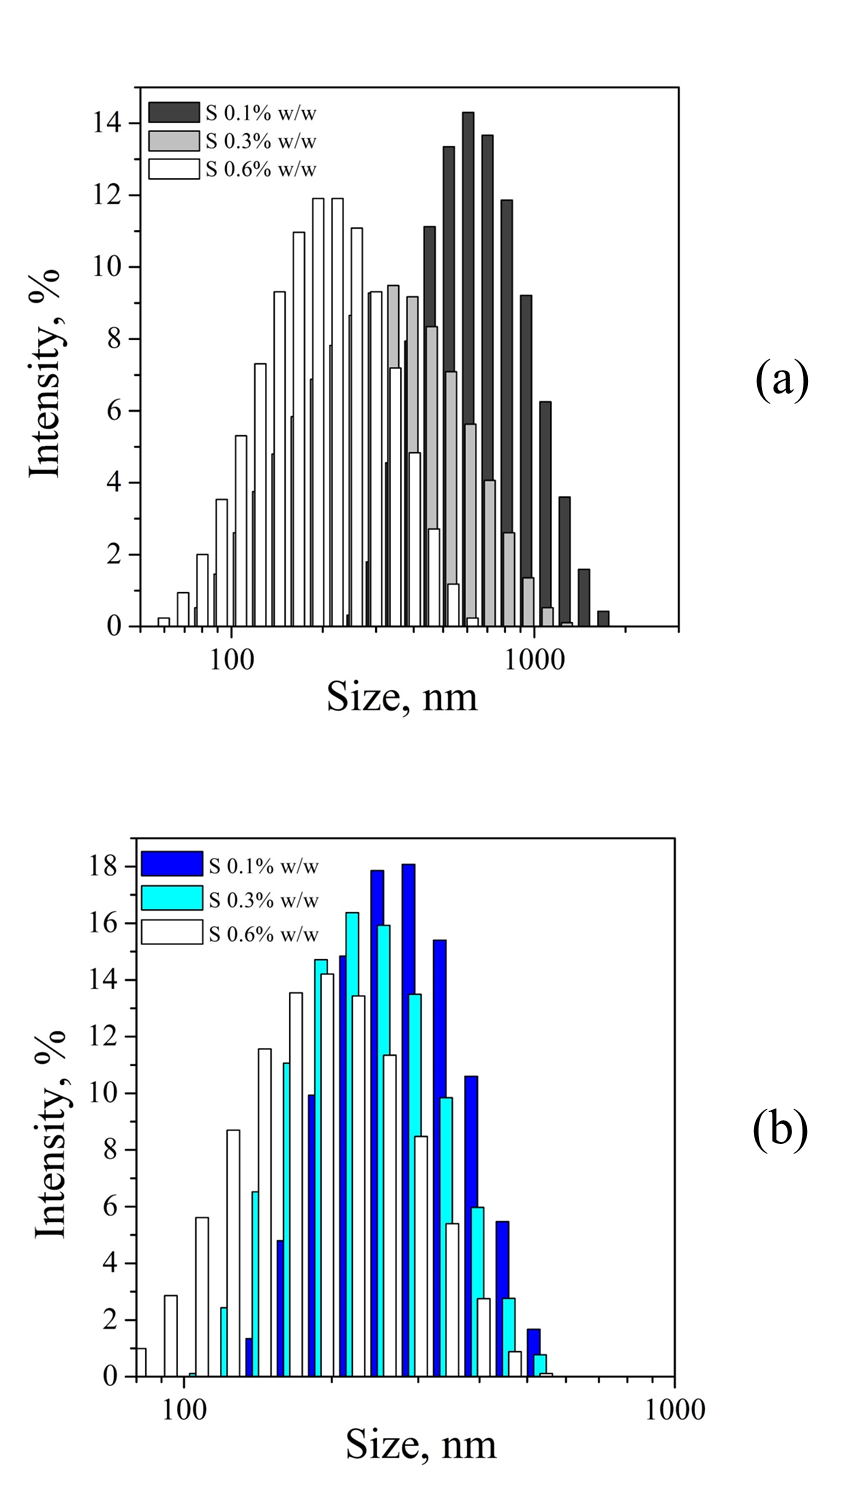 S 0.1% w/w
S 0.3% w/w
S 0.6% w/w
14
12
10
8
6
4
2
0
Intensity, %
100
1000
Size, nm
(a)
S 0.1% w/w
S 0.3% w/w
S 0.6% w/w
18
16
14
12
10
8
6
4
2
0
Intensity, %
100
1000
Size, nm
(b)